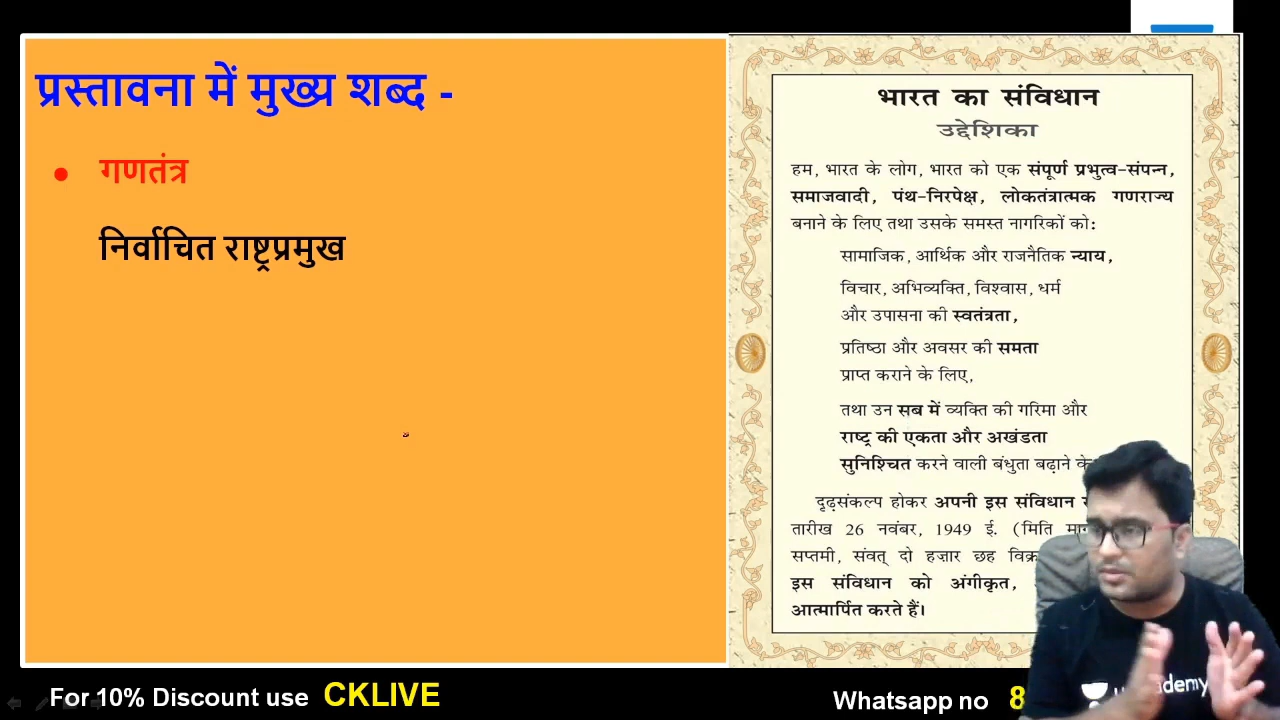 प्रस्तावना में मुख्य शब्द -
• गणतंत्र
निर्वाचित राष्ट्रप्रमुख
भारत का संविधान
उद्देशिका
हम, भारत के लोग, भारत को एक संपूर्ण प्रभुत्व-संपन्न,
समाजवादी, पंथ-निरपेक्ष, लोकतंत्रात्मक गणराज्य
बनाने के लिए तथा उसके समस्त नागरिकों को:
सामाजिक, आर्थिक और राजनैतिक न्याय,
विचार, अभिव्यक्ति, विश्वास, धर्म
और उपासना की स्वतंत्रता,
प्रतिष्ठा और अवसर की समता
प्राप्त कराने के लिए,
तथा उन सब में व्यक्ति की गरिमा और
राष्ट्र की एकता और अखंडता
सुनिश्चित करने वाली बंधुता बढ़ाने
दृढ़संकल्प होकर अपनी इस संविधान
तारीख 26 नवंबर, 1949 ई. (मिति
सप्तमी, संवत् दो हजार छह
इस संविधान को अंगीकृत,
आत्मार्पित करते हैं।
For 10% Discount use CKLIVE
Whatsapp no 8